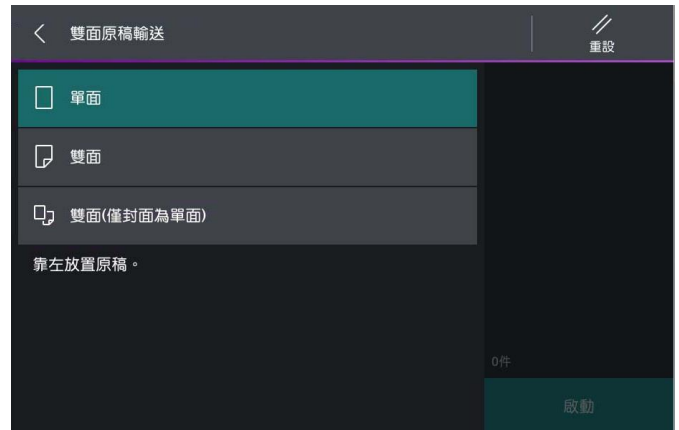 雙面原稿輸送
重設
單面
雙面
雙面(僅封面為單面)
靠左放置原稿。
0件
啟動